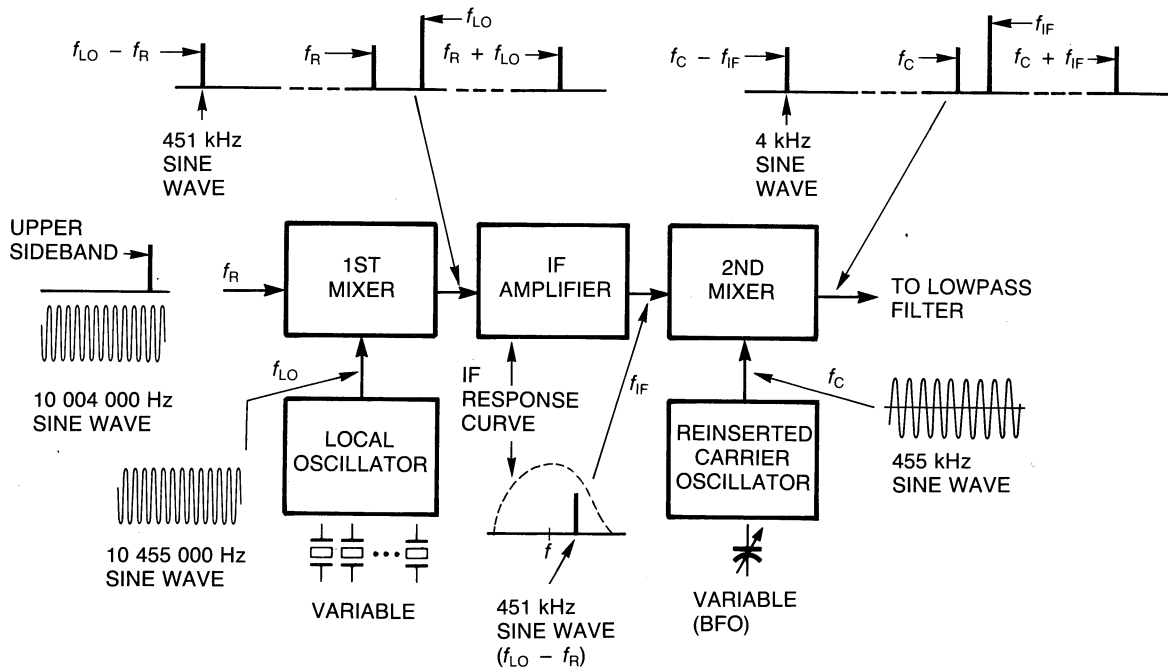 f_LO − f_R
f_R
f_LO
f_R + f_LO
f_C − f_IF
f_C
f_IF
f_C + f_IF
451 kHz
SINE
WAVE
4 kHz
SINE
WAVE
UPPER
SIDEBAND
f_R
1ST
MIXER
IF
AMPLIFIER
2ND
MIXER
TO LOWPASS
FILTER
10 004 000 Hz
SINE WAVE
f_LO
IF
RESPONSE
CURVE
f_IF
f_C
LOCAL
OSCILLATOR
REINSERTED
CARRIER
OSCILLATOR
455 kHz
SINE WAVE
10 455 000 Hz
SINE WAVE
VARIABLE
f
451 kHz
SINE WAVE
(f_LO − f_R)
VARIABLE
(BFO)